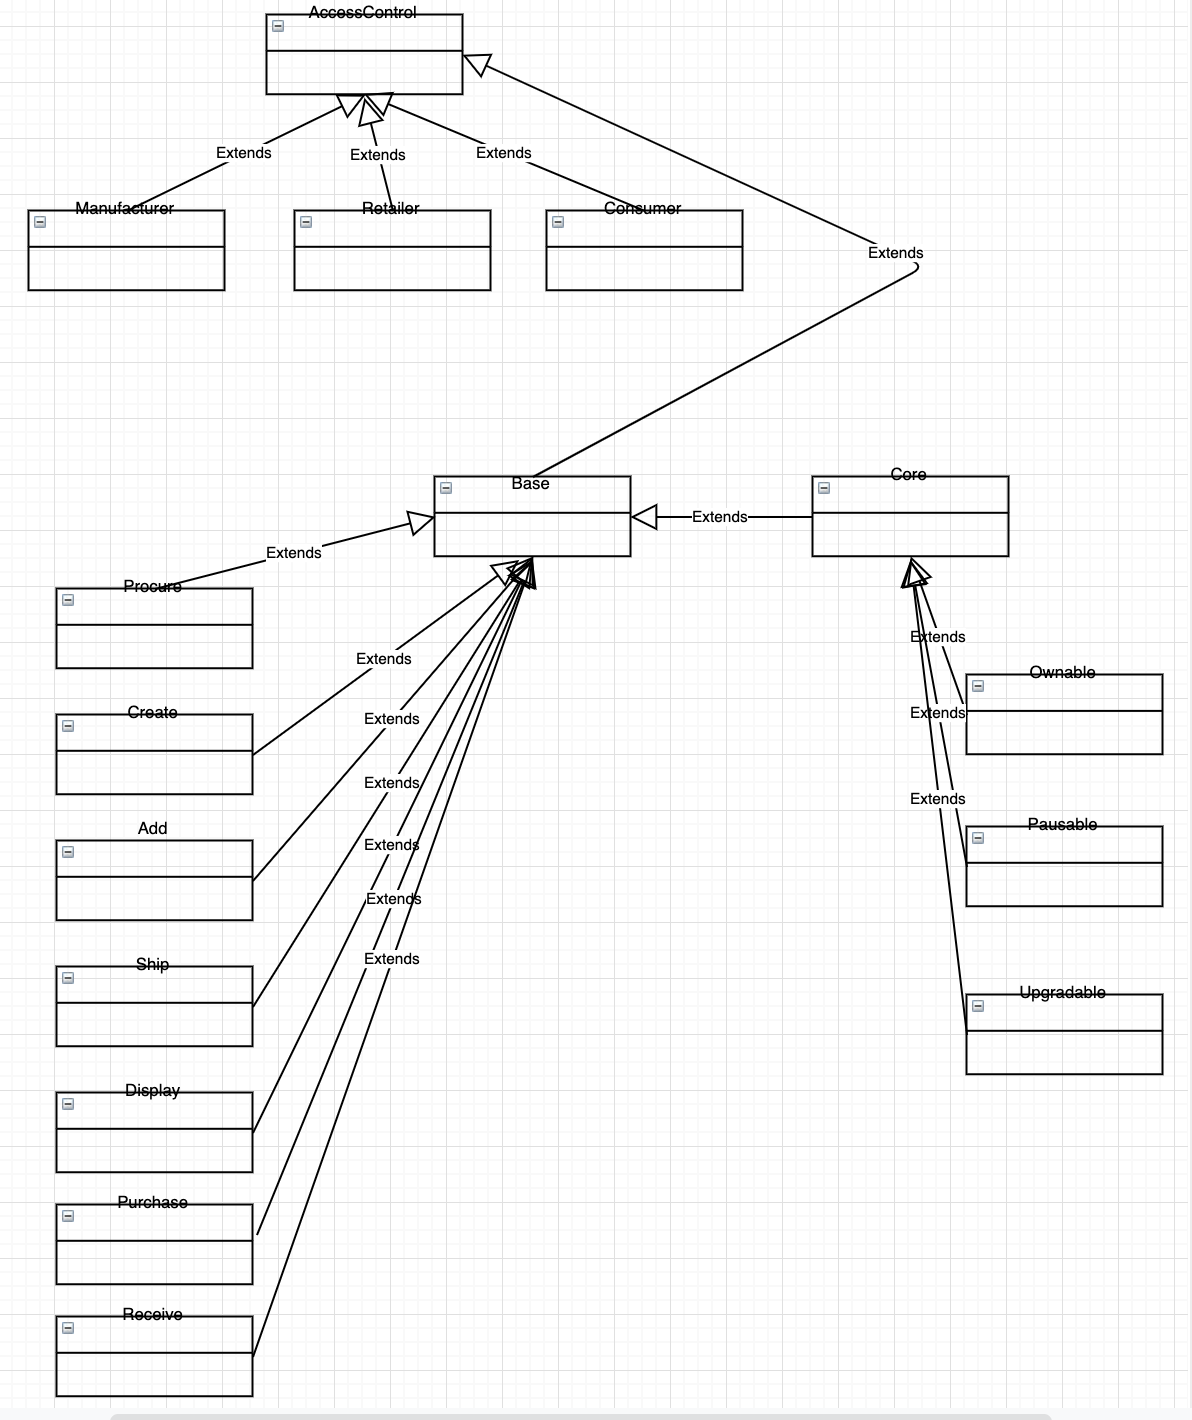 AccessControl
Extends
Extends
Extends
Manufacturer
Retailer
Consumer
Extends
Base
Core
Extends
Extends
Procure
Extends
Extends
Ownable
Create
Extends
Extends
Extends
Extends
Pausable
Add
Extends
Extends
Extends
Ship
Upgradable
Display
Purchase
Receive